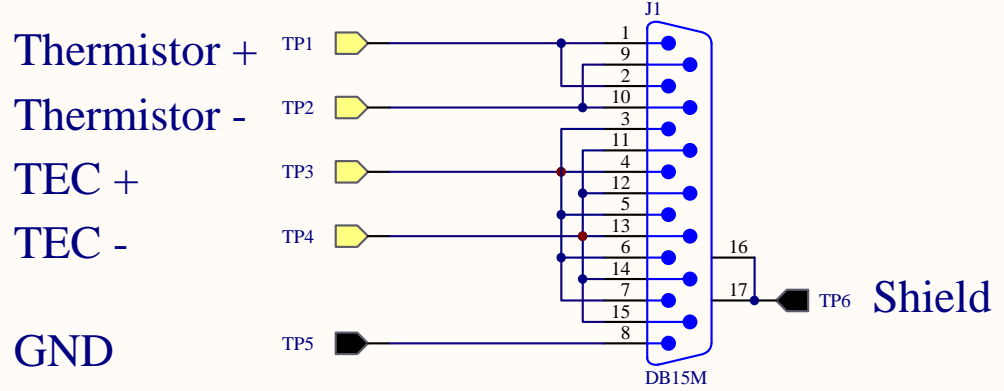 J1
Thermistor + TP1 1
9
2
Thermistor - TP2 10
3
11
TEC + TP3 4
12
5
TEC - TP4 13
6 16
14
7 17 TP6 Shield
15
GND TP5 8
DB15M